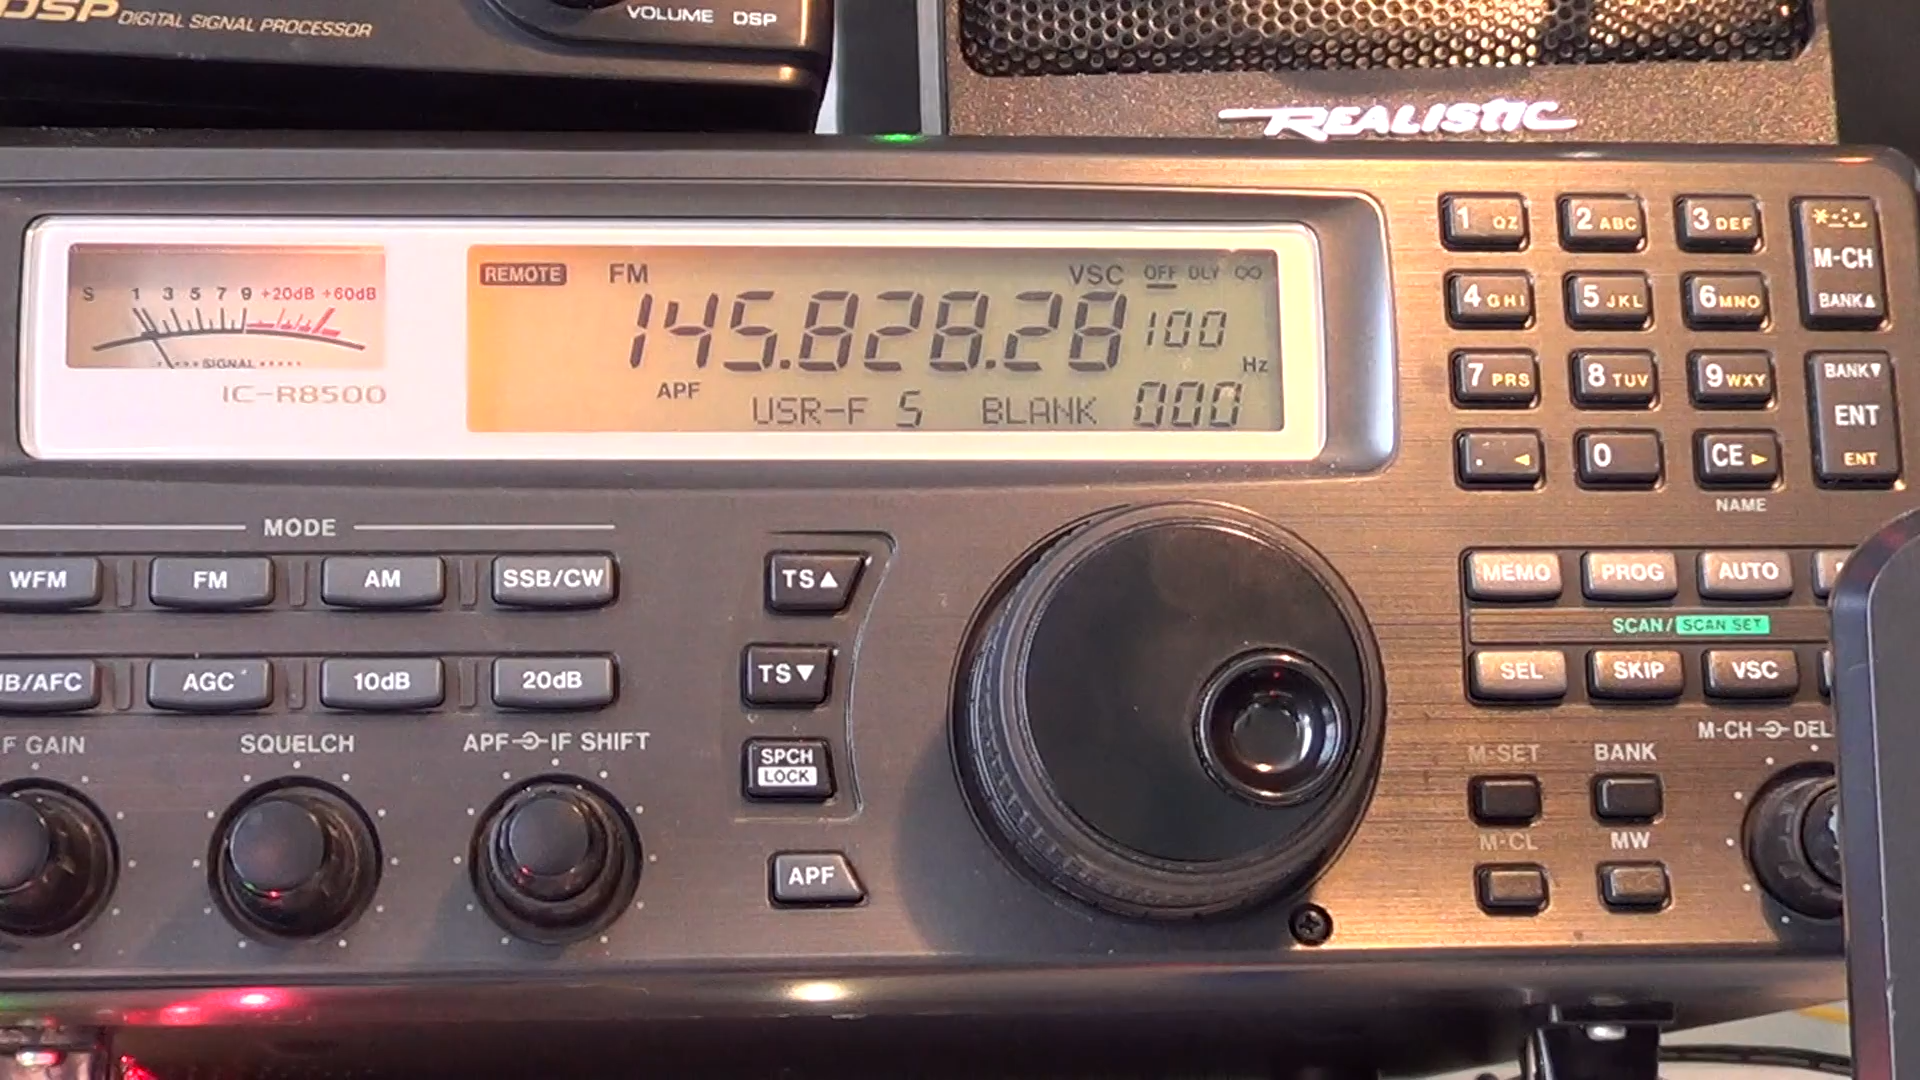 DSP DIGITAL SIGNAL PROCESSOR
VOLUME DSP
REALISTIC
S 1 3 5 7 9 +20dB +60dB
SIGNAL
IC-R8500
REMOTE FM VSC OFF DLY ∞
145.828.28 100
Hz
APF
USR-F 5 BLANK 000
1 QZ 2 ABC 3 DEF
M-CH
BANK▲
4 GHI 5 JKL 6 MNO
7 PRS 8 TUV 9 WXY
BANK▼
ENT
ENT
. ◄ 0 CE ►
NAME
MODE
WFM FM AM SSB/CW
TS▲
MEMO PROG AUTO
SCAN/SCAN SET
SEL SKIP VSC
B/AFC AGC 10dB 20dB
TS▼
F GAIN SQUELCH APF IF SHIFT
SPCH
LOCK
M-CH DEL
M-SET BANK
M-CL MW
APF